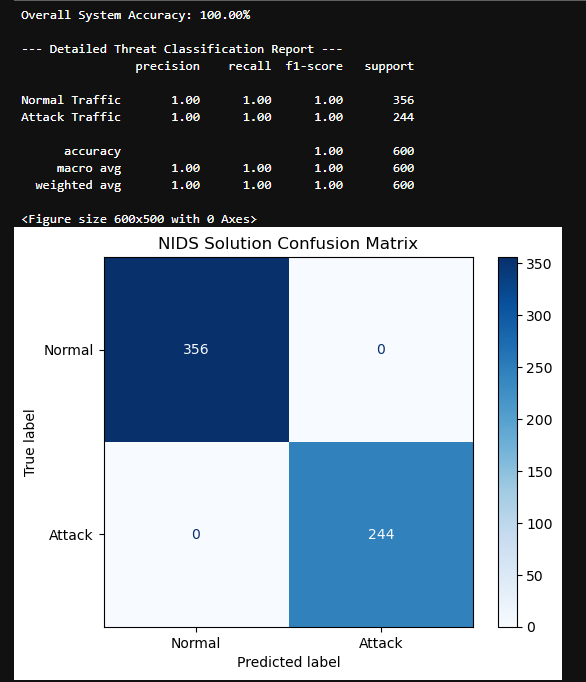 Overall System Accuracy: 100.00%
--- Detailed Threat Classification Report ---
precision recall f1-score support
Normal Traffic 1.00 1.00 1.00 356
Attack Traffic 1.00 1.00 1.00 244
accuracy 1.00 600
macro avg 1.00 1.00 1.00 600
weighted avg 1.00 1.00 1.00 600
<Figure size 600x500 with 0 Axes>
NIDS Solution Confusion Matrix
350
300
250
200
150
100
50
0
True label
Normal
356 0
Attack
0 244
Normal Attack
Predicted label